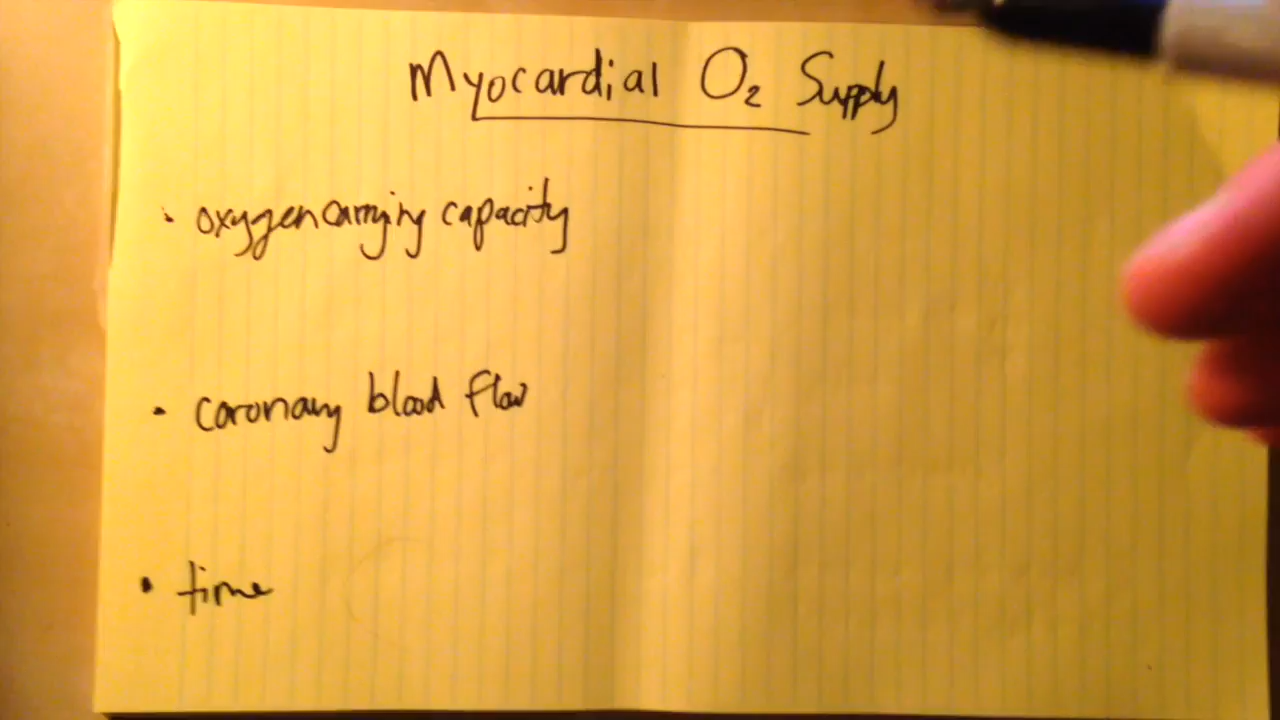 Myocardial O₂ Supply
• oxygen carrying capacity
• coronary blood flow
• time